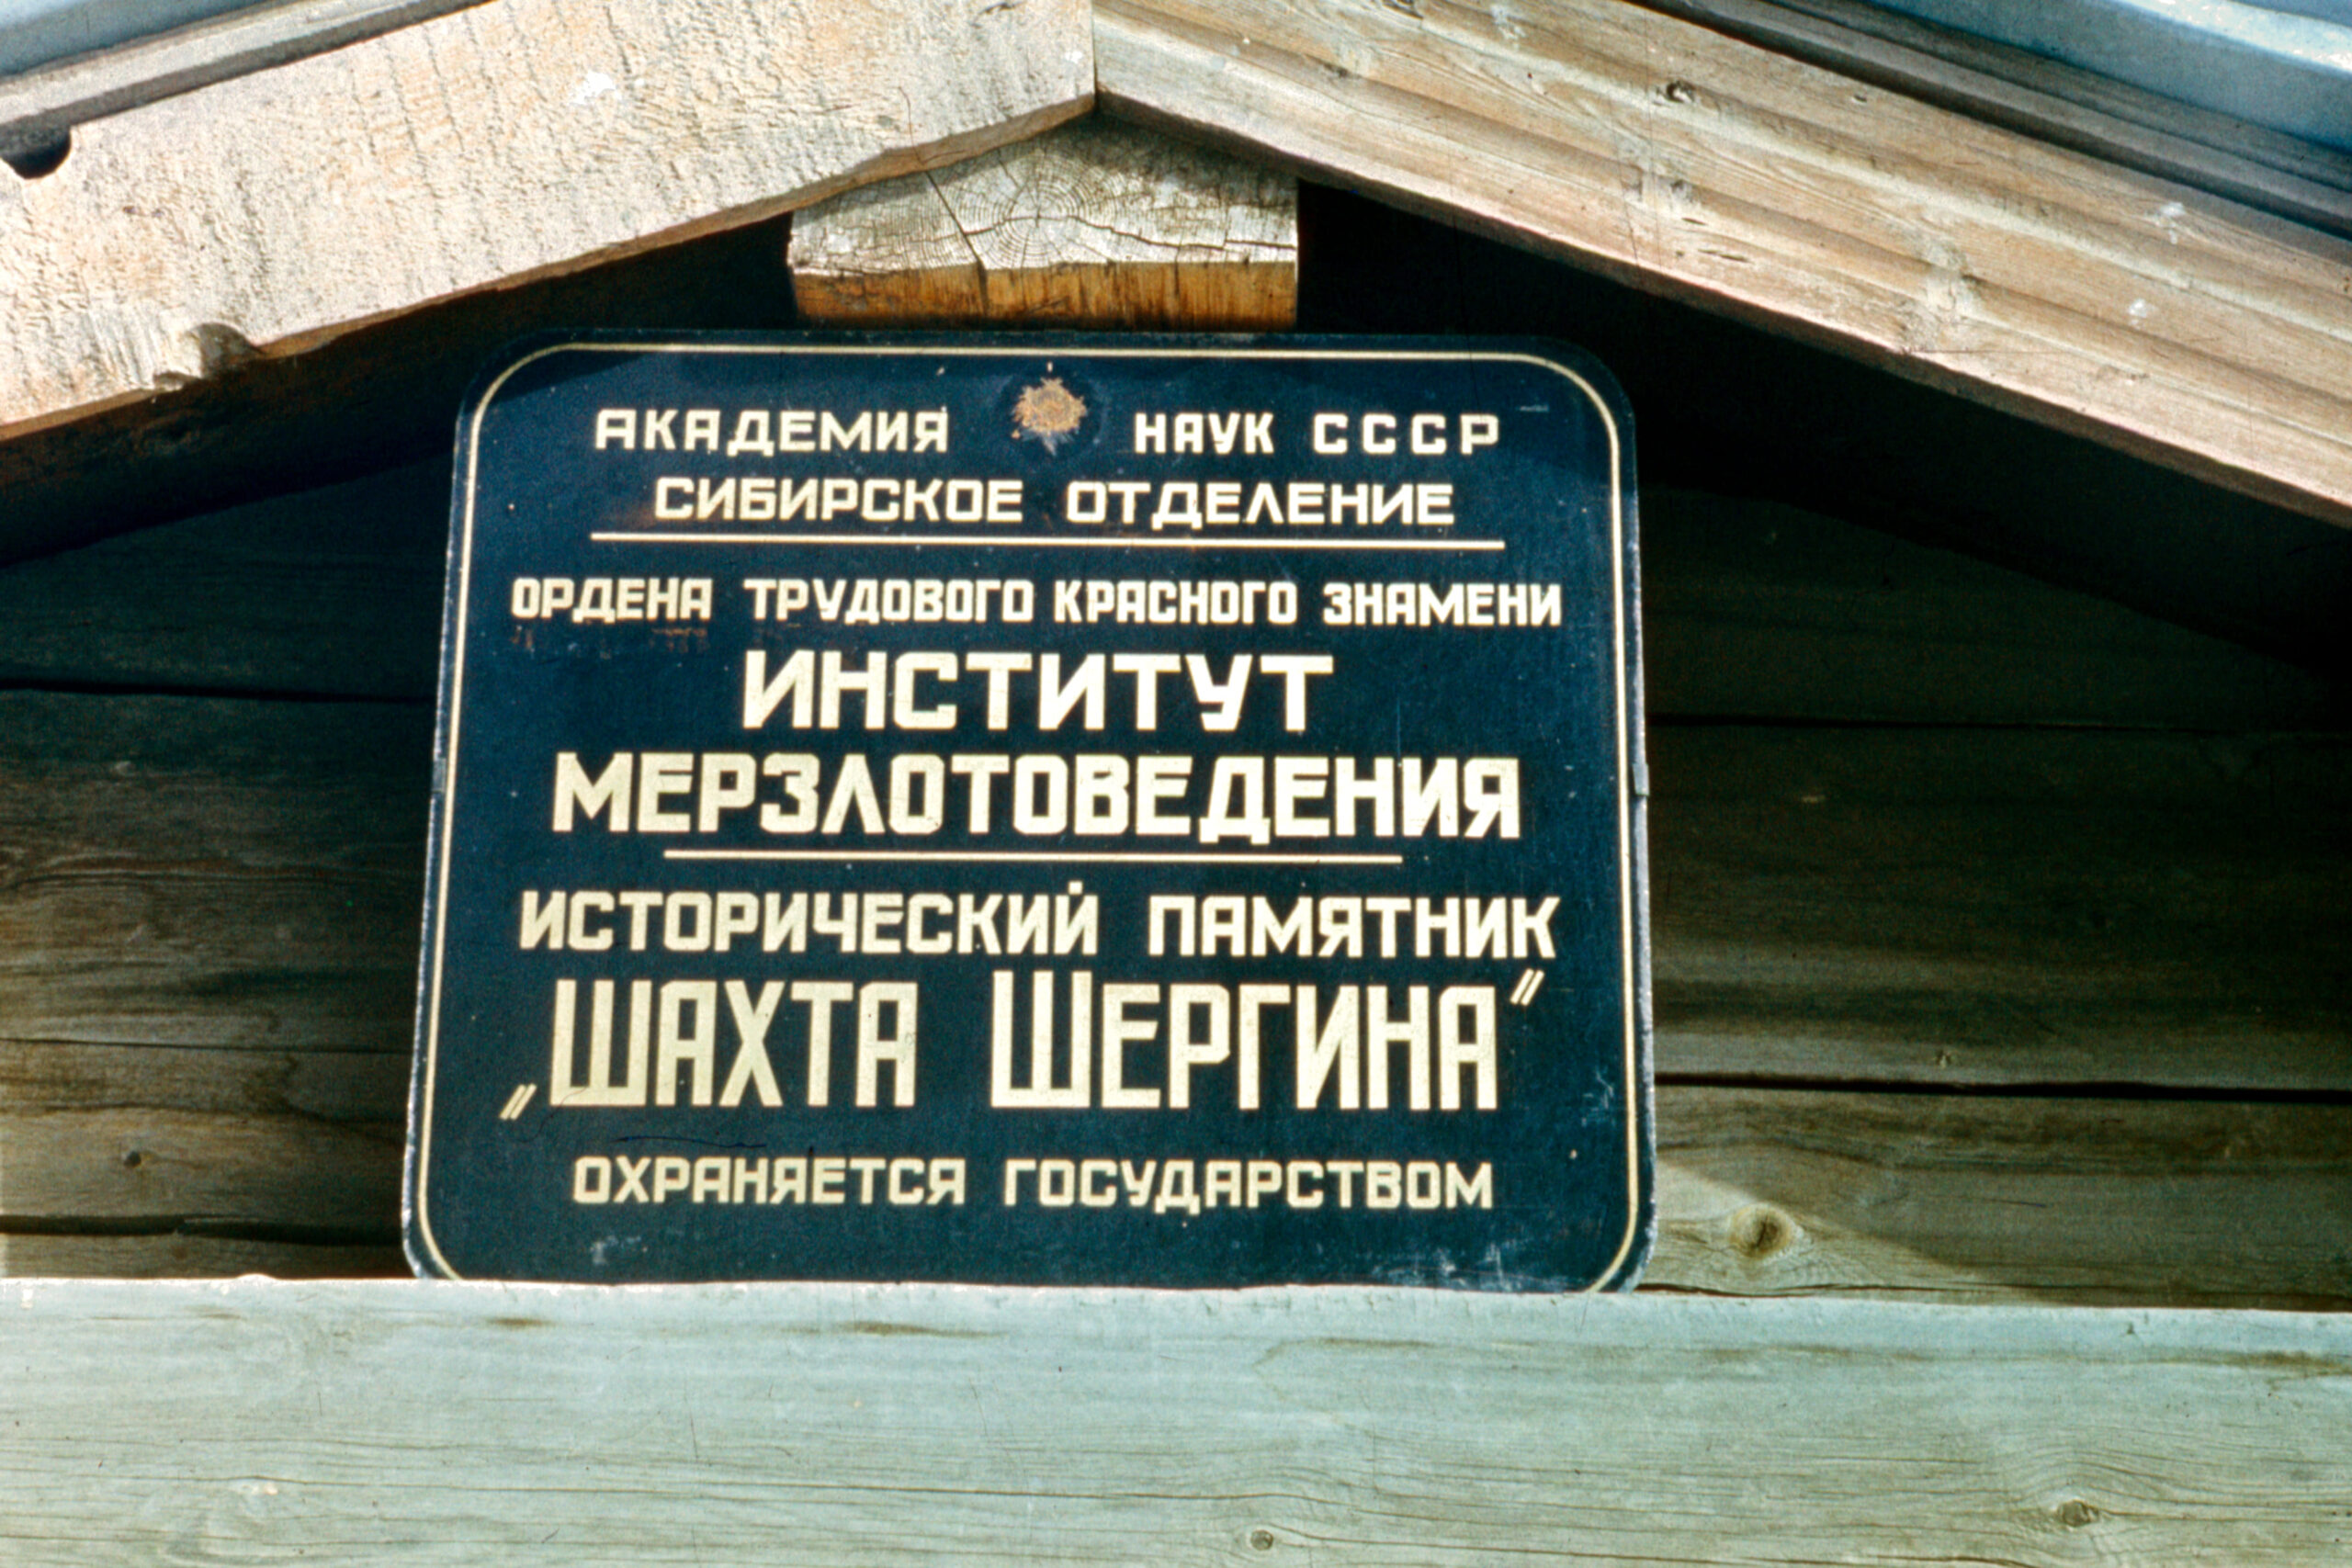 АКАДЕМИЯ НАУК СССР
СИБИРСКОЕ ОТДЕЛЕНИЕ
ОРДЕНА ТРУДОВОГО КРАСНОГО ЗНАМЕНИ
ИНСТИТУТ
МЕРЗЛОТОВЕДЕНИЯ
ИСТОРИЧЕСКИЙ ПАМЯТНИК
„ШАХТА ШЕРГИНА”
ОХРАНЯЕТСЯ ГОСУДАРСТВОМ